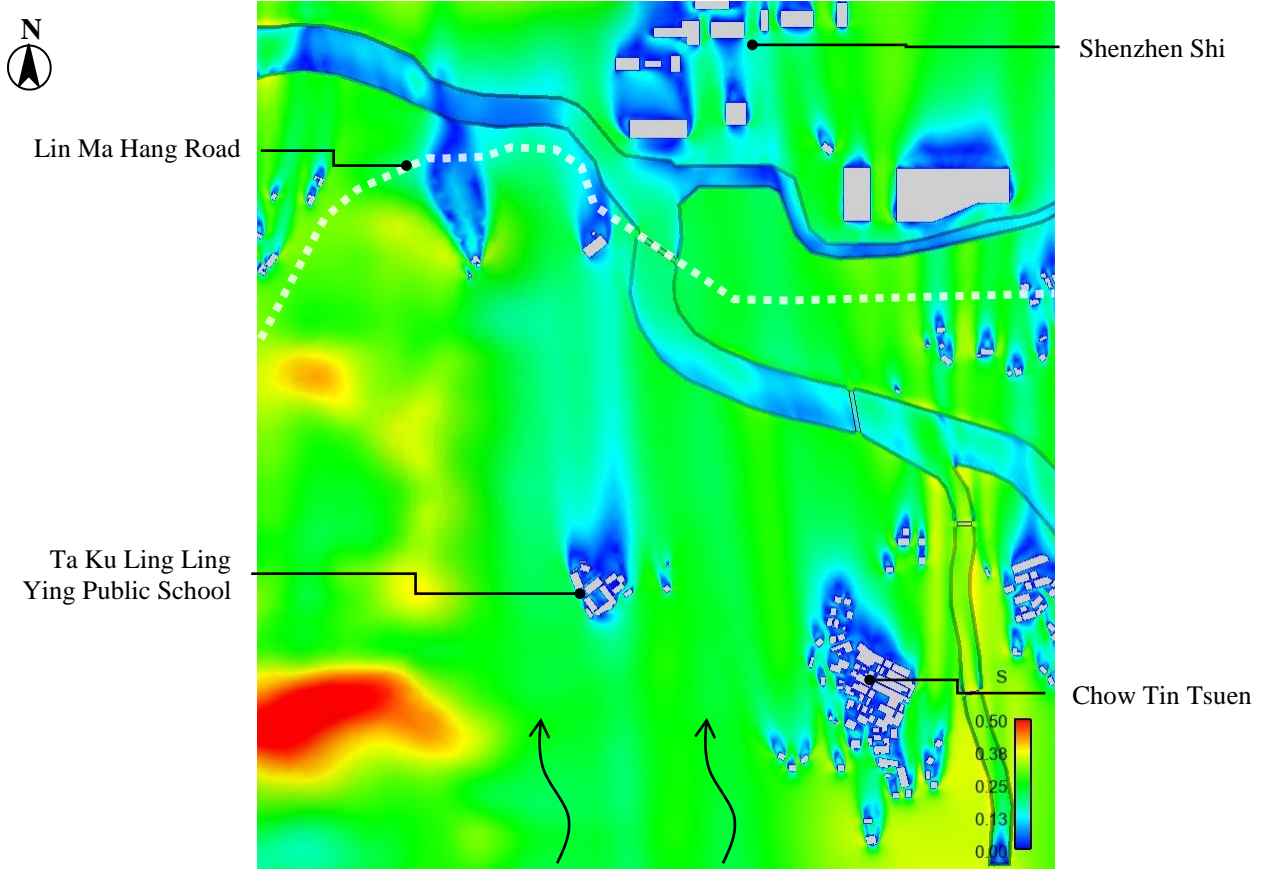 N
Shenzhen Shi
Lin Ma Hang Road
Ta Ku Ling Ling
Ying Public School
Chow Tin Tsuen
S
0.50
0.38
0.25
0.13
0.00